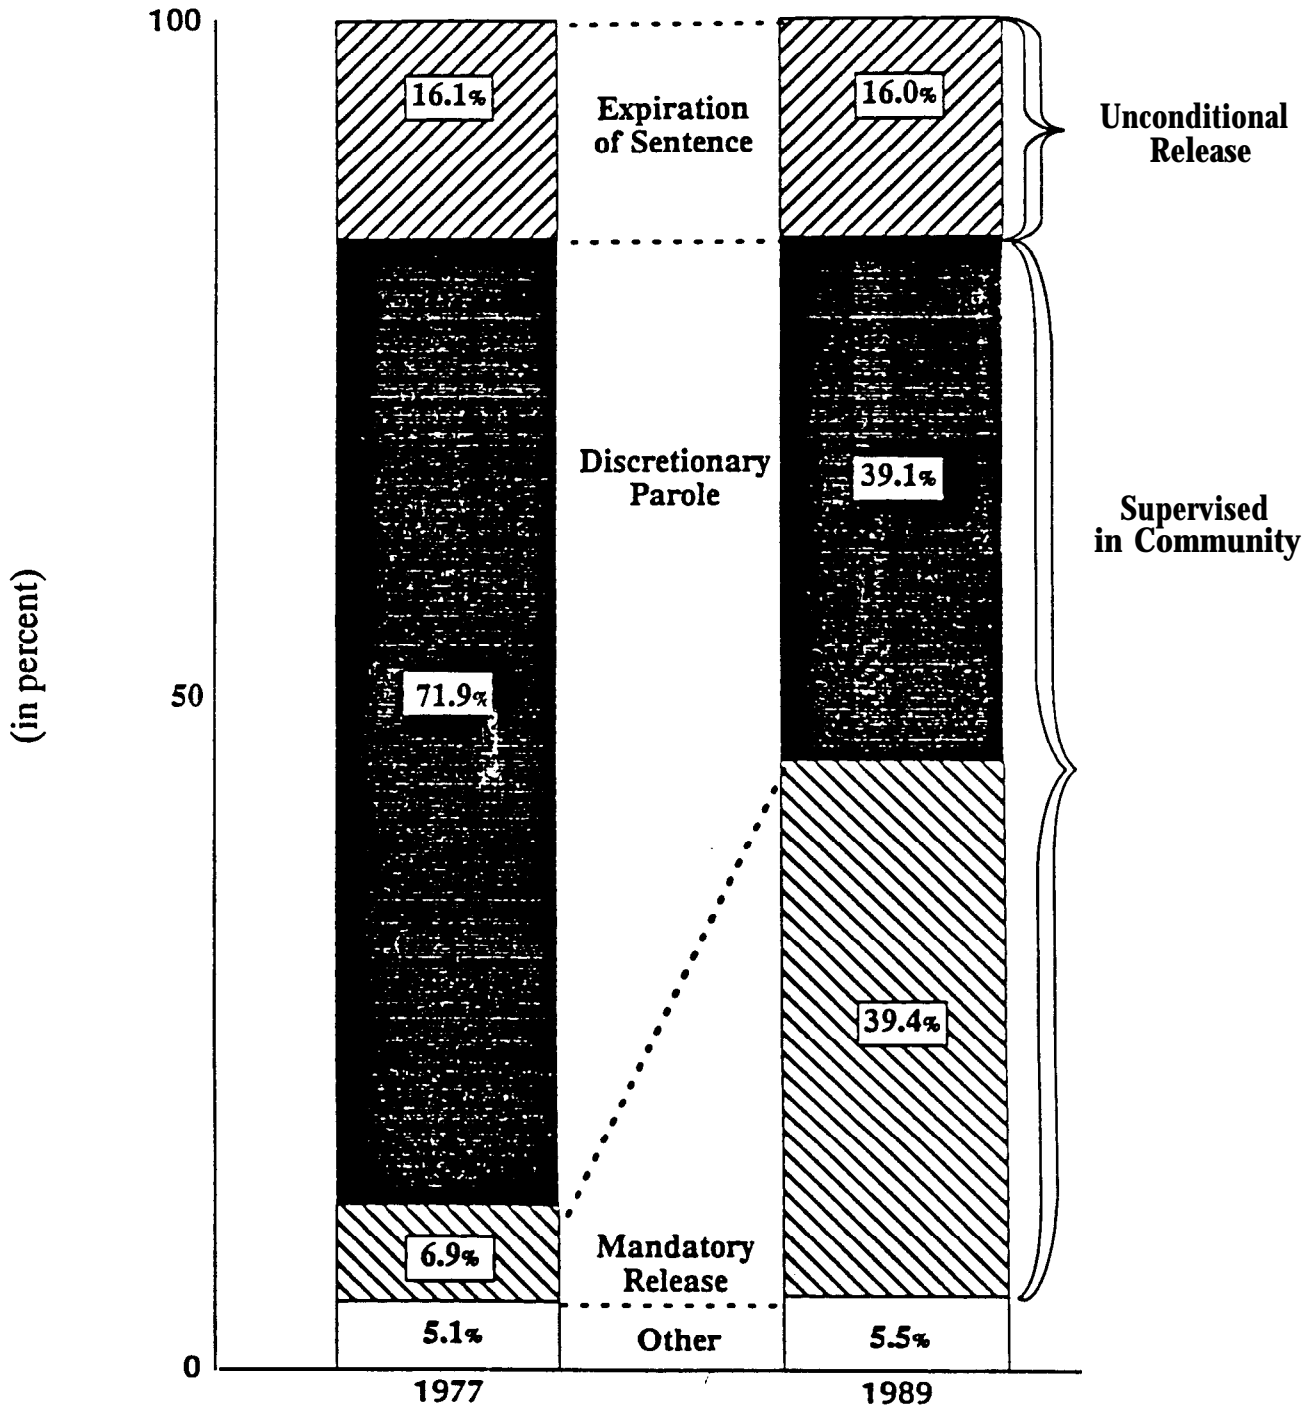 100
16.1%
Expiration
of Sentence
16.0%
Unconditional
Release
Discretionary
Parole
39.1%
Supervised
in Community
(in percent)
50
71.9%
39.4%
6.9%
Mandatory
Release
5.1%
Other
5.5%
0
1977
1989